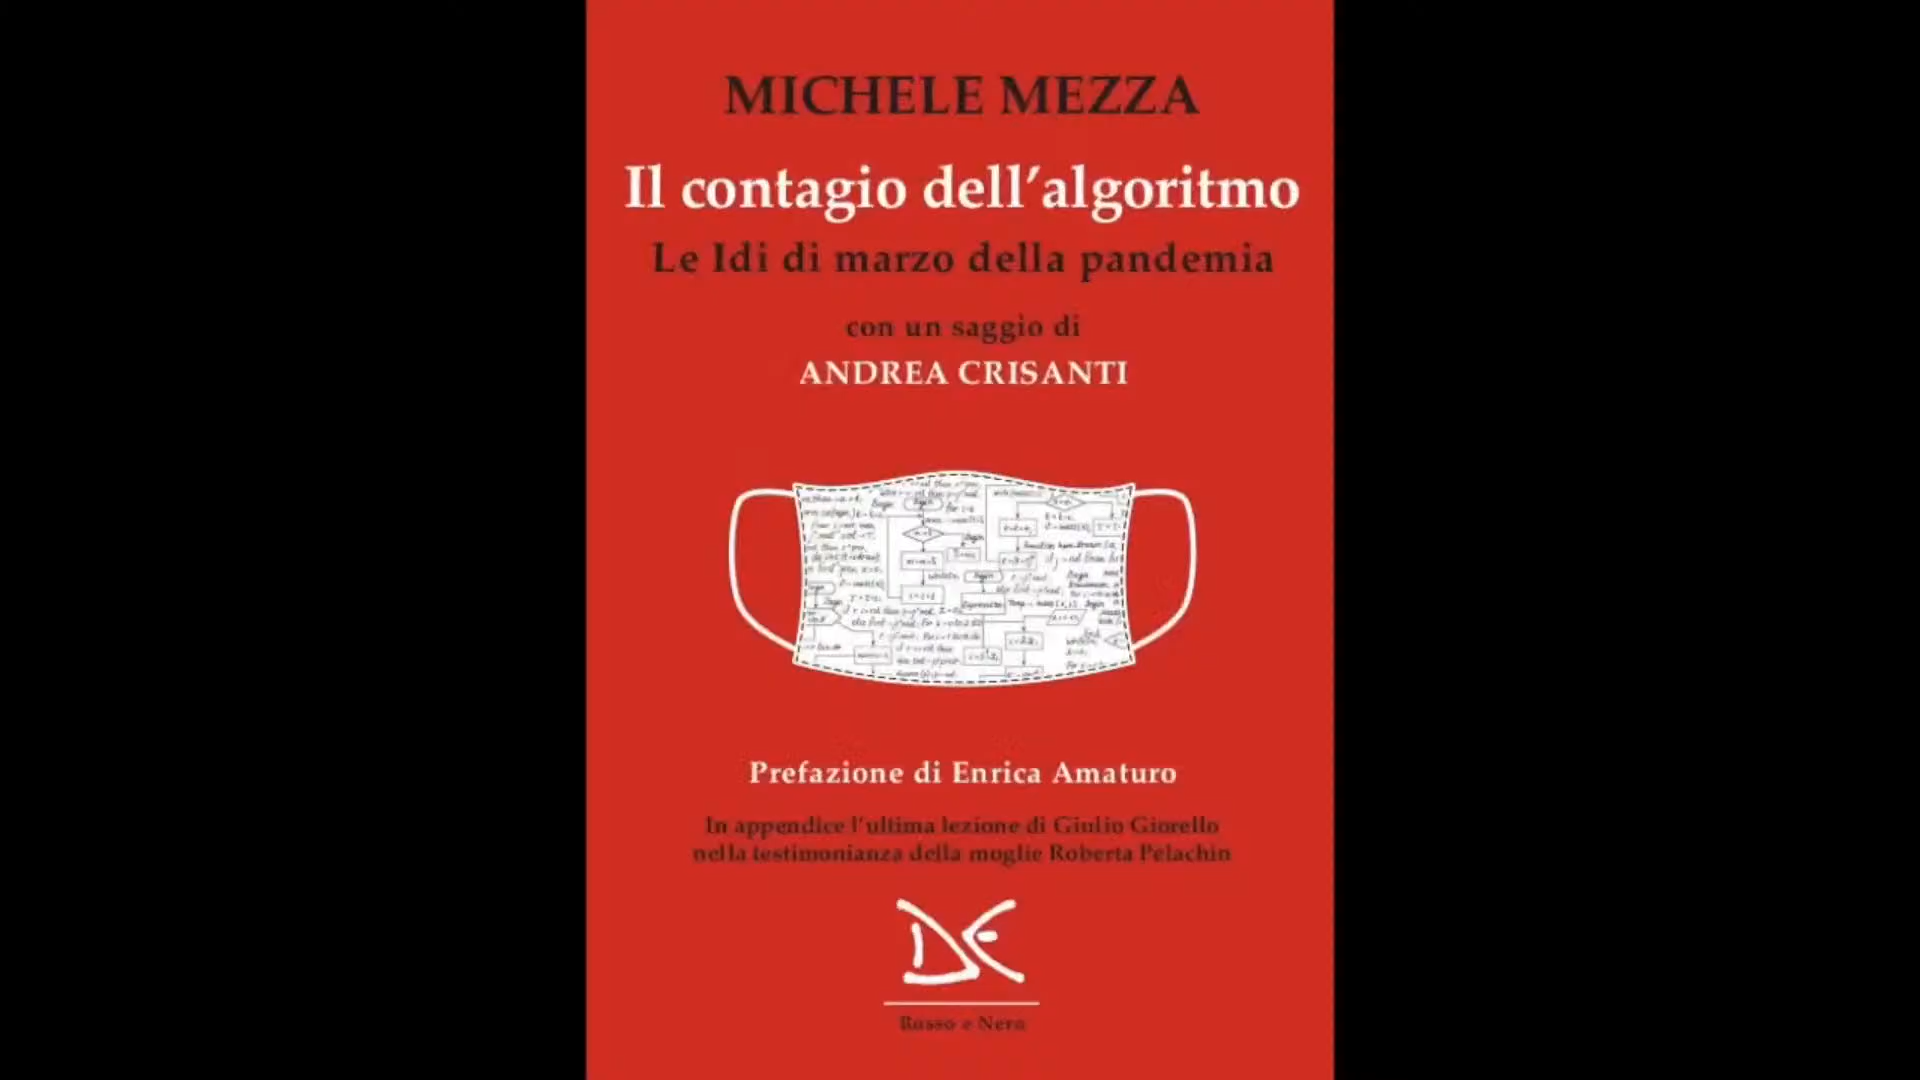 MICHELE MEZZA
Il contagio dell’algoritmo
Le Idi di marzo della pandemia
con un saggio di
ANDREA CRISANTI
Prefazione di Enrica Amaturo
In appendice l’ultima lezione di Giulio Giorello
nella testimonianza della moglie Roberta Pelachin
DE
Rosso e Nero